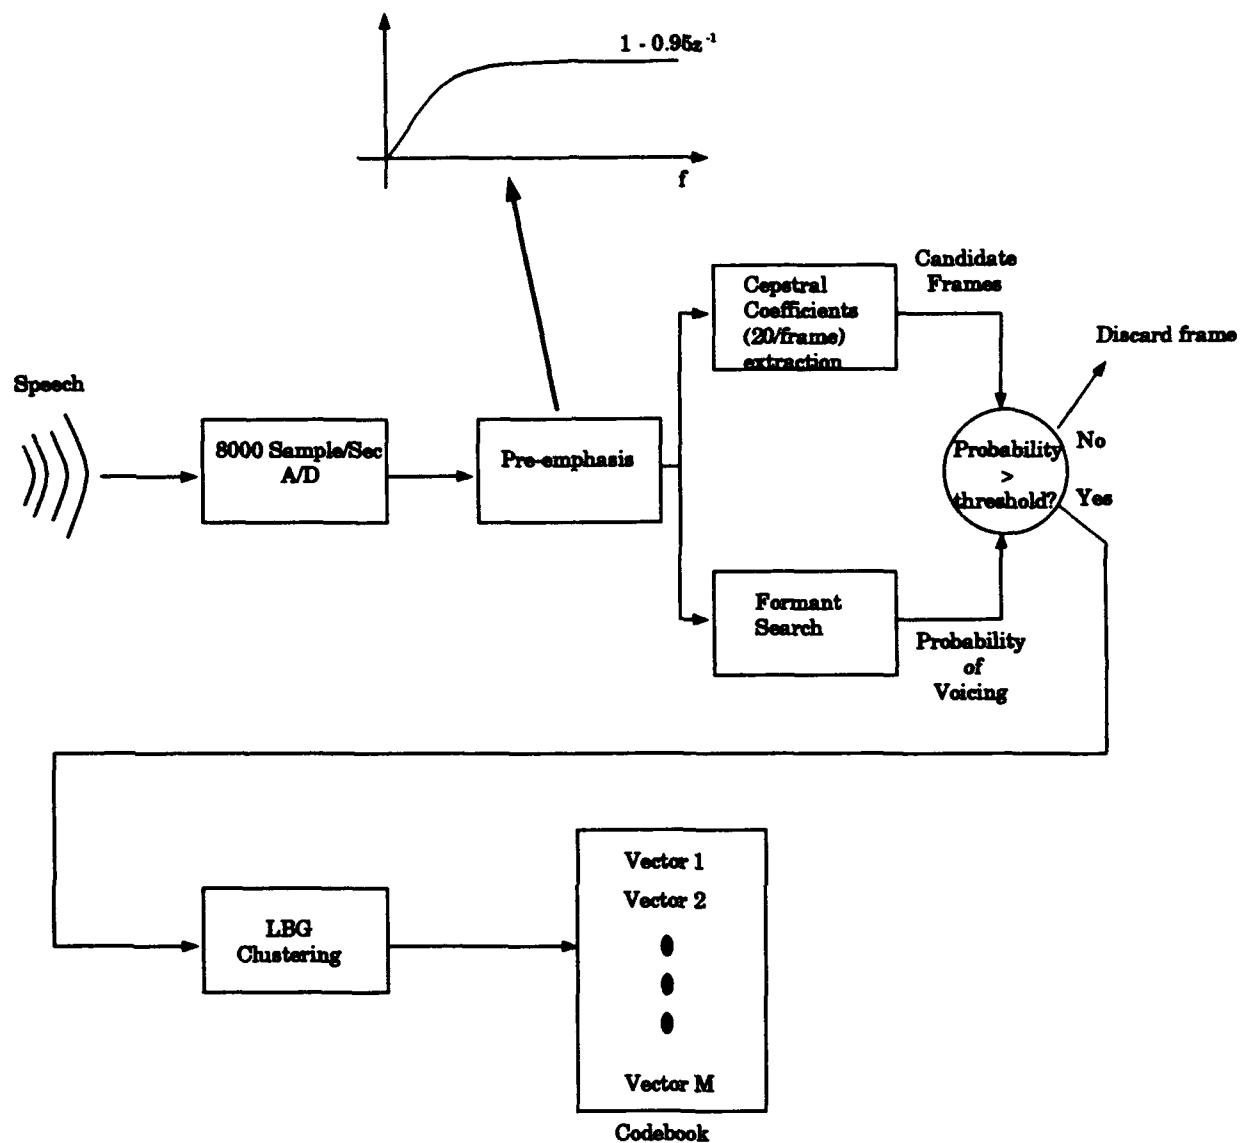 1 - 0.95z⁻¹
f
Candidate
Frames
Cepstral
Coefficients
(20/frame)
extraction
Discard frame
Speech
8000 Sample/Sec
A/D
Pre-emphasis
Probability
>
threshold?
No
Yes
Formant
Search
Probability
of
Voicing
LBG
Clustering
Vector 1
Vector 2
Vector M
Codebook